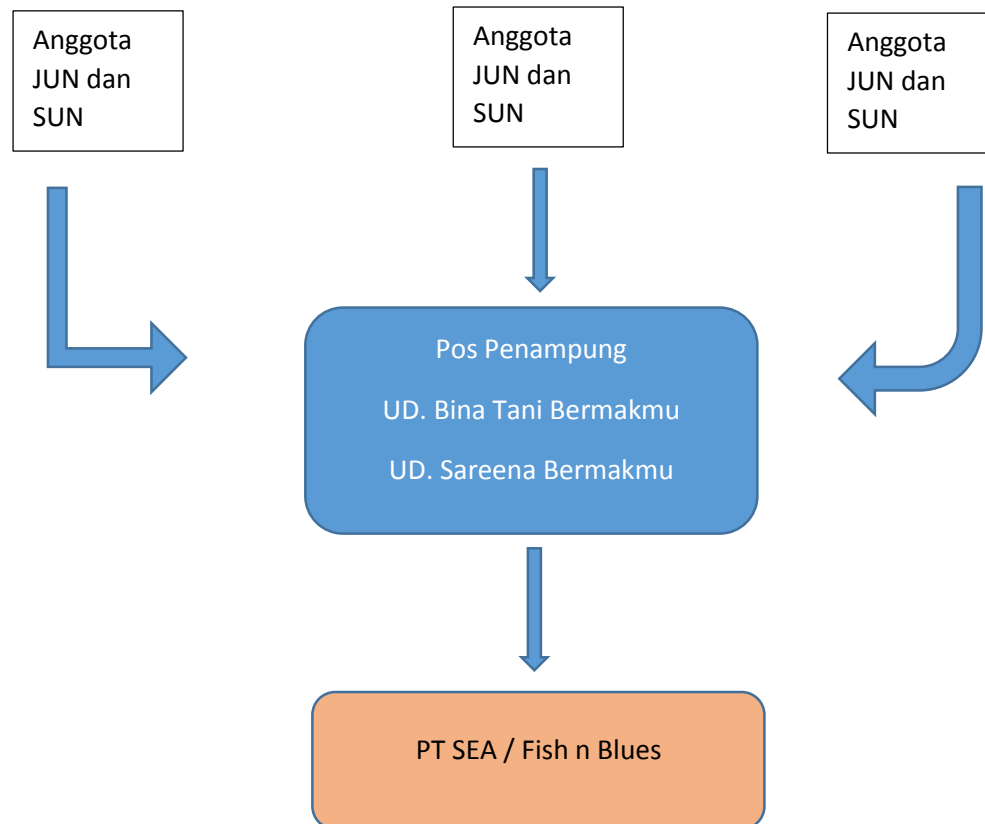 Anggota
JUN dan
SUN
Anggota
JUN dan
SUN
Anggota
JUN dan
SUN
Pos Penampung
UD. Bina Tani Bermakmu
UD. Sareena Bermakmu
PT SEA / Fish n Blues